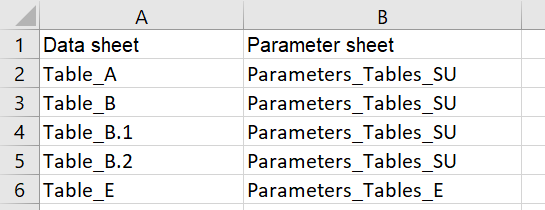 A B
1 Data sheet Parameter sheet
2 Table_A Parameters_Tables_SU
3 Table_B Parameters_Tables_SU
4 Table_B.1 Parameters_Tables_SU
5 Table_B.2 Parameters_Tables_SU
6 Table_E Parameters_Tables_E